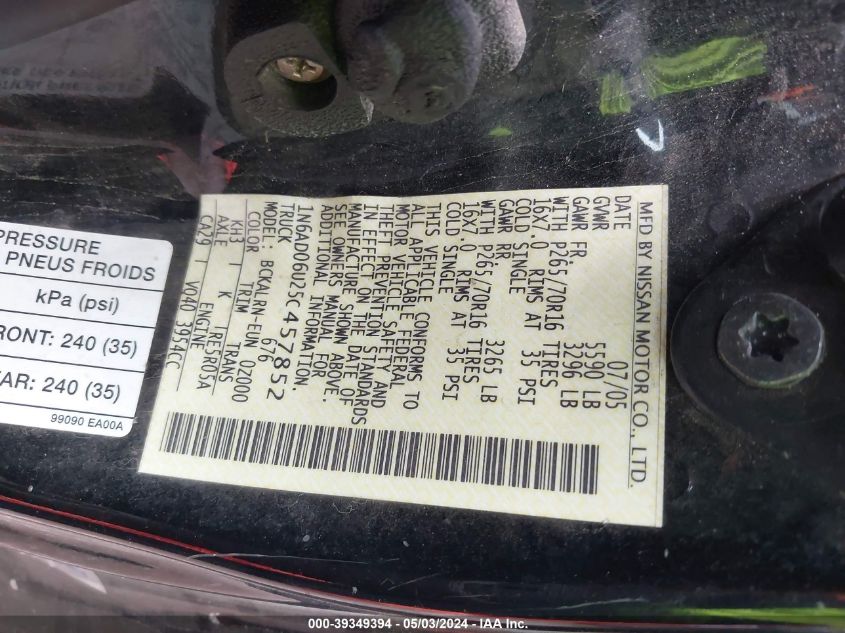 MFD BY NISSAN MOTOR CO., LTD.
DATE 07/05
GVWR 5590 LB
GAWR FR 3296 LB
WITH P265/70R16 TIRES
16X7.0 RIMS AT 35 PSI
COLD SINGLE
GAWR RR 3265 LB
WITH P265/70R16 TIRES
16X7.0 RIMS AT 35 PSI
COLD SINGLE
THIS VEHICLE CONFORMS TO
ALL APPLICABLE FEDERAL
MOTOR VEHICLE SAFETY
THEFT PREVENTION STANDARDS
IN EFFECT ON THE DATE OF
MANUFACTURE SHOWN ABOVE.
SEE OWNERS MANUAL FOR
ADDITIONAL INFORMATION.
1N6AD06U25C457852
TRUCK 676
MODEL: BCKALRN-EUN 02000
COLOR TRIM TRANS
KH3 I K I RE5R05A
AXLE ENGINE
CA29 I VQ40 3954CC
PRESSURE
PNEUS FROIDS
kPa (psi)
RONT: 240 (35)
AR: 240 (35)
99090 EA00A
000-39349394 - 05/03/2024 - IAA Inc.